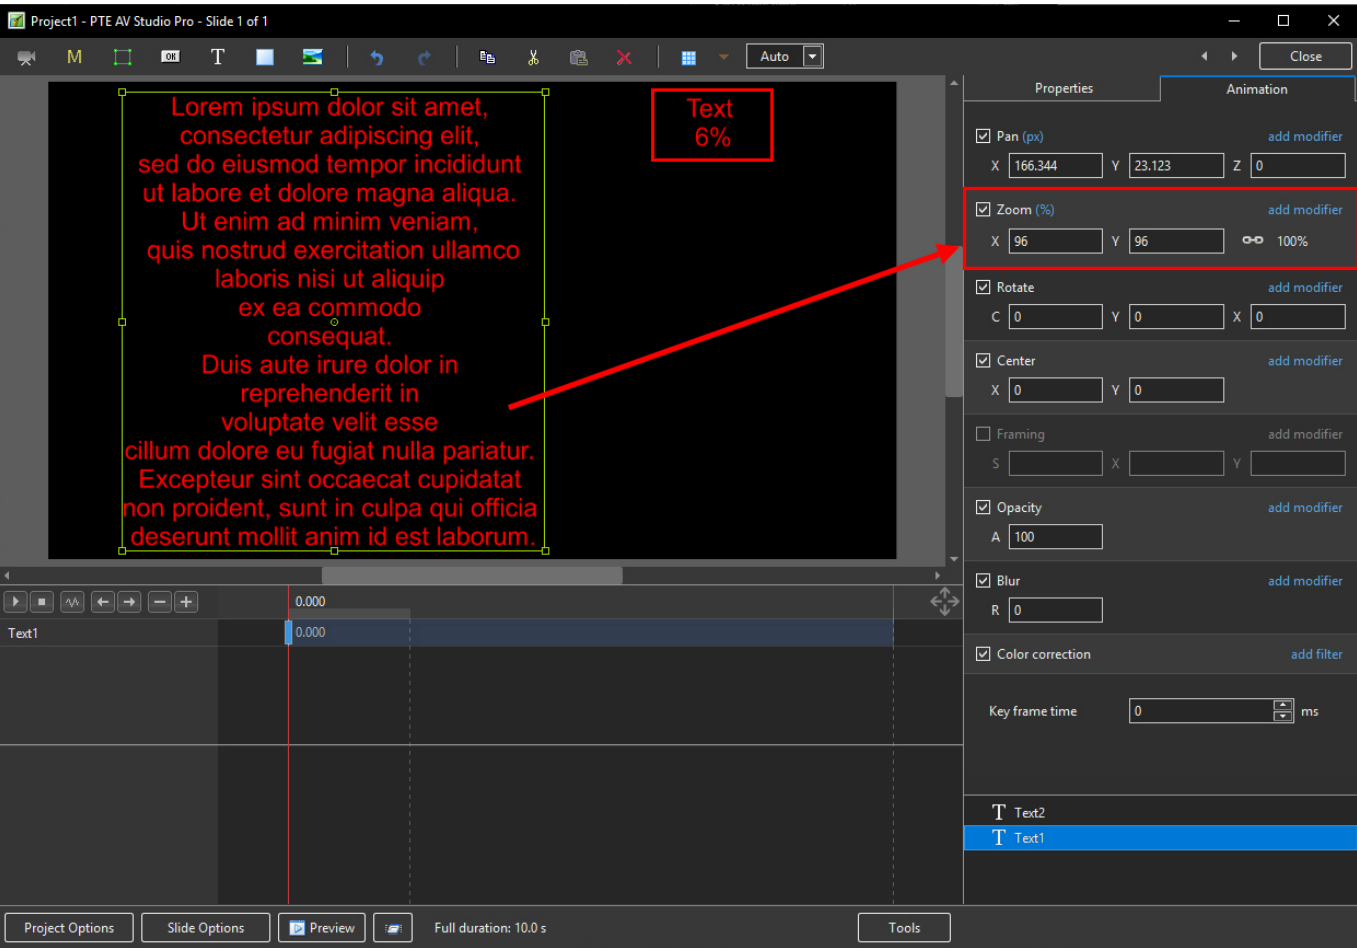 Project1 - PTE AV Studio Pro - Slide 1 of 1
M
OK
T
Auto
Close
Lorem ipsum dolor sit amet,
consectetur adipiscing elit,
sed do eiusmod tempor incididunt
ut labore et dolore magna aliqua.
Ut enim ad minim veniam,
quis nostrud exercitation ullamco
laboris nisi ut aliquip
ex ea commodo
consequat.
Duis aute irure dolor in
reprehenderit in
voluptate velit esse
cillum dolore eu fugiat nulla pariatur.
Excepteur sint occaecat cupidatat
non proident, sunt in culpa qui officia
deserunt mollit anim id est laborum.
Text
6%
Properties Animation
Pan (px) add modifier
X 166.344 Y 23.123 Z 0
Zoom (%) add modifier
X 96 Y 96 100%
Rotate add modifier
C 0 Y 0 X 0
Center add modifier
X 0 Y 0
Framing add modifier
S X Y
Opacity add modifier
A 100
Blur add modifier
R 0
Color correction add filter
Key frame time 0 ms
T Text2
T Text1
0.000
Text1 0.000
Project Options Slide Options Preview Full duration: 10.0 s Tools